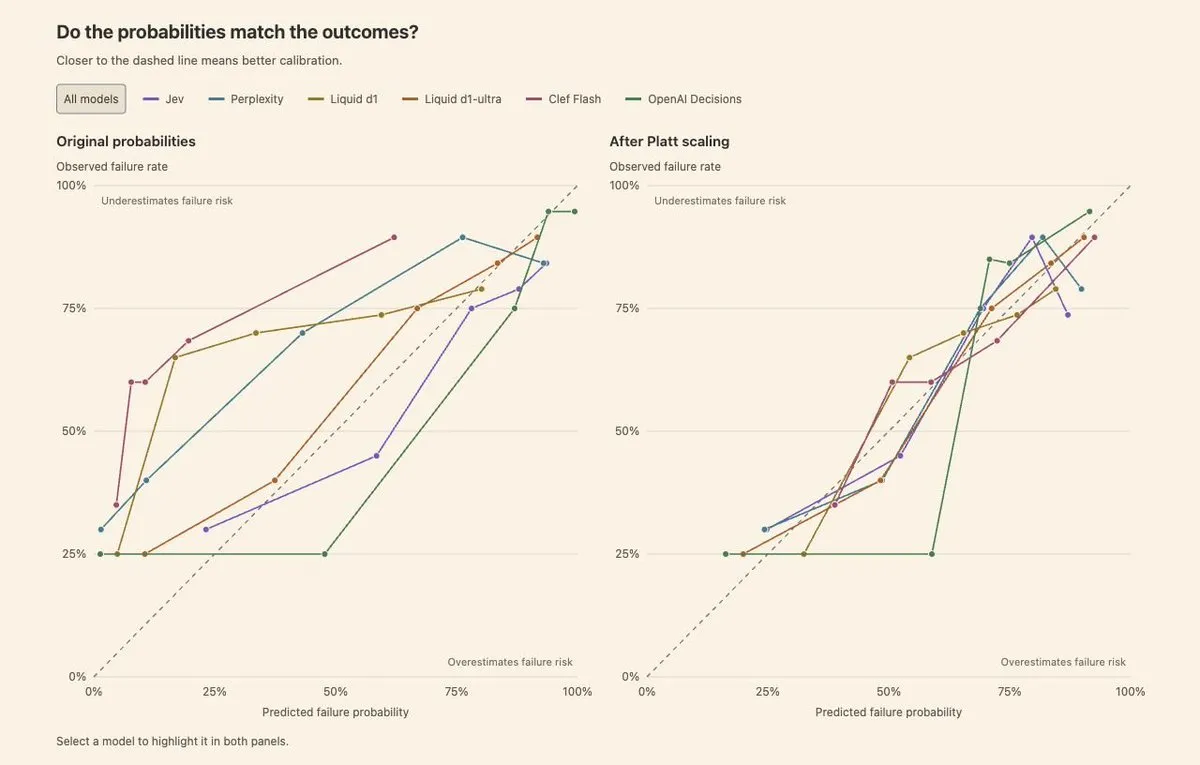 Do the probabilities match the outcomes?
Closer to the dashed line means better calibration.
All models Jev Perplexity Liquid d1 Liquid d1-ultra Clef Flash OpenAI Decisions
Original probabilities
Observed failure rate
100%
Underestimates failure risk
75%
50%
25%
Overestimates failure risk
0%
0% 25% 50% 75% 100%
Predicted failure probability
After Platt scaling
Observed failure rate
100%
Underestimates failure risk
75%
50%
25%
Overestimates failure risk
0%
0% 25% 50% 75% 100%
Predicted failure probability
Select a model to highlight it in both panels.